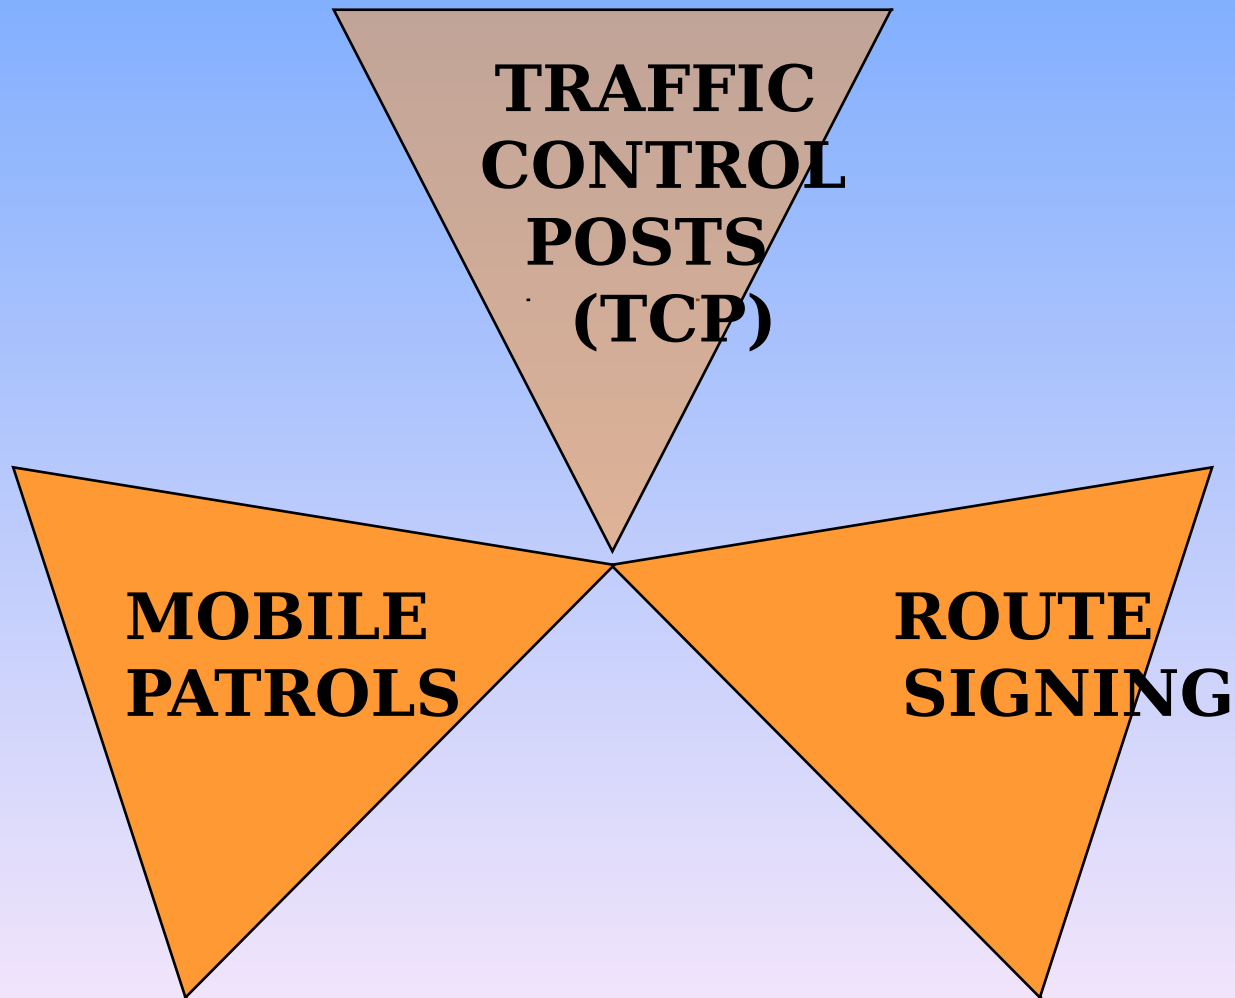 TRAFFIC
CONTROL
POSTS
(TCP)
MOBILE
PATROLS
ROUTE
SIGNING